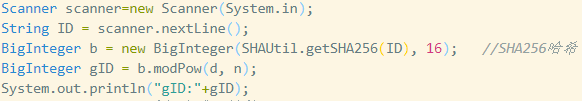 Scanner scanner=new Scanner(System.in);
String ID = scanner.nextLine();
BigInteger b = new BigInteger(SHAUtil.getSHA256(ID), 16);   //SHA256哈希
BigInteger gID = b.modPow(d, n);
System.out.println("gID:"+gID);